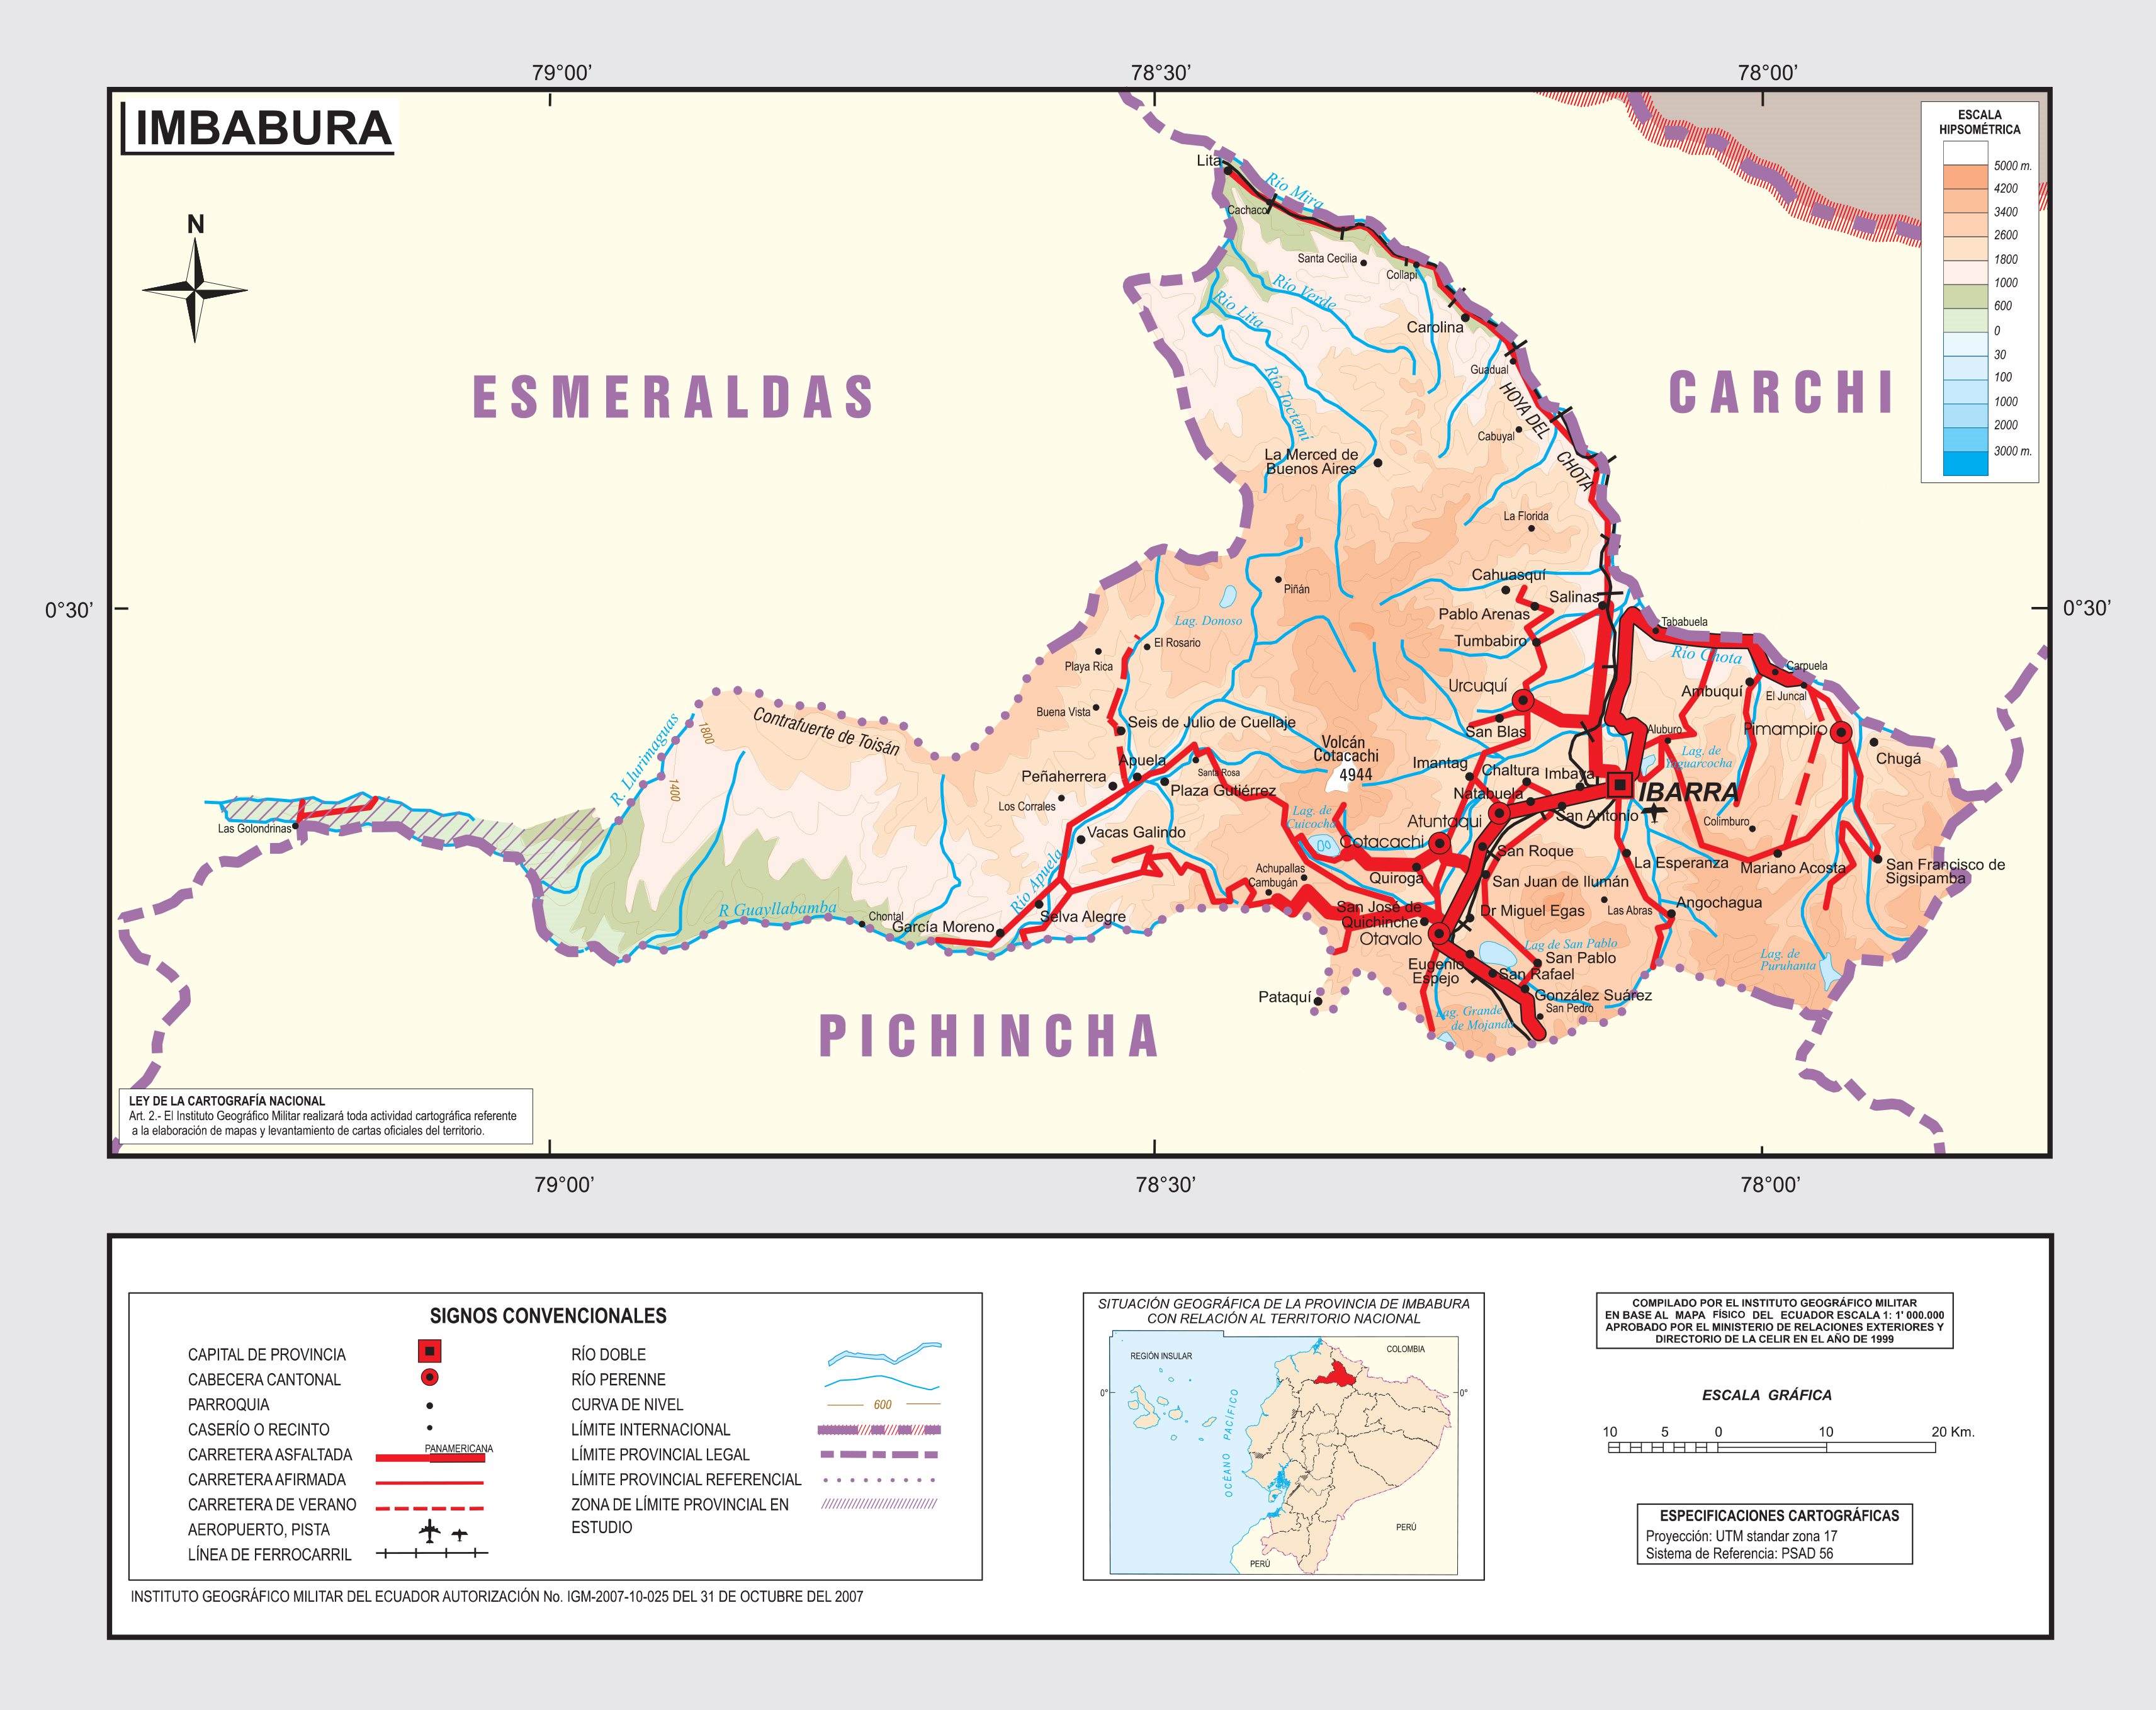 79°00’ 78°30’ 78°00’
IMBABURA
ESCALA
HIPSOMÉTRICA
5000 m.
4200
3400
2600
1800
1000
600
0
30
100
1000
2000
3000 m.
N
ESMERALDAS
CARCHI
PICHINCHA
0°30’
0°30’
Lita
Río Mira
Cachaco
Santa Cecilia
Collapi
Río Verde
Río Lita
Carolina
Río Toctemi
Guadual
HOYA DEL
CHOTA
Cabuyal
La Merced de
Buenos Aires
La Florida
Cahuasquí
Piñán
Salinas
Pablo Arenas
Lag. Donoso
Tababuela
Tumbabiro
El Rosario
Río Chota
Playa Rica
Carpuela
Urcuquí
Ambuquí
El Juncal
Buena Vista
Contrafuerte de Toisán
Seis de Julio de Cuellaje
San Blas
Aluburo
Pimampiro
R. Llurimaguas
1800
1400
Volcán
Cotacachi
4944
Lag. de
Yaguarcocha
Chugá
Apuela
Imantag
Chaltura
Imbaya
Santa Rosa
Peñaherrera
Plaza Gutiérrez
Natabuela
IBARRA
Los Corrales
Lag. de
Cuicocha
Atuntaqui
San Antonio
Colimburo
Las Golondrinas
Vacas Galindo
Cotacachi
San Roque
La Esperanza
Mariano Acosta
San Francisco de
Sigsipamba
Achupallas
Cambugán
Quiroga
San Juan de Ilumán
Río Apuela
Las Abras
Angochagua
R Guayllabamba
Chontal
García Moreno
Selva Alegre
San José de
Quichinche
Dr Miguel Egas
Otavalo
Lag de San Pablo
San Pablo
Lag. de
Puruhanta
Eugenio
Espejo
San Rafael
Pataquí
González Suárez
San Pedro
Lag. Grande
de Mojanda
LEY DE LA CARTOGRAFÍA NACIONAL
Art. 2.- El Instituto Geográfico Militar realizará toda actividad cartográfica referente
a la elaboración de mapas y levantamiento de cartas oficiales del territorio.
79°00’ 78°30’ 78°00’
SIGNOS CONVENCIONALES
CAPITAL DE PROVINCIA
CABECERA CANTONAL
PARROQUIA
CASERÍO O RECINTO
CARRETERA ASFALTADA
PANAMERICANA
CARRETERA AFIRMADA
CARRETERA DE VERANO
AEROPUERTO, PISTA
LÍNEA DE FERROCARRIL
RÍO DOBLE
RÍO PERENNE
CURVA DE NIVEL
600
LÍMITE INTERNACIONAL
LÍMITE PROVINCIAL LEGAL
LÍMITE PROVINCIAL REFERENCIAL
ZONA DE LÍMITE PROVINCIAL EN
ESTUDIO
INSTITUTO GEOGRÁFICO MILITAR DEL ECUADOR AUTORIZACIÓN No. IGM-2007-10-025 DEL 31 DE OCTUBRE DEL 2007
SITUACIÓN GEOGRÁFICA DE LA PROVINCIA DE IMBABURA
CON RELACIÓN AL TERRITORIO NACIONAL
REGIÓN INSULAR
COLOMBIA
0°
0°
OCÉANO PACÍFICO
PERÚ
PERÚ
COMPILADO POR EL INSTITUTO GEOGRÁFICO MILITAR
EN BASE AL MAPA FÍSICO DEL ECUADOR ESCALA 1: 1' 000.000
APROBADO POR EL MINISTERIO DE RELACIONES EXTERIORES Y
DIRECTORIO DE LA CELIR EN EL AÑO DE 1999
ESCALA GRÁFICA
10 5 0 10 20 Km.
ESPECIFICACIONES CARTOGRÁFICAS
Proyección: UTM standar zona 17
Sistema de Referencia: PSAD 56